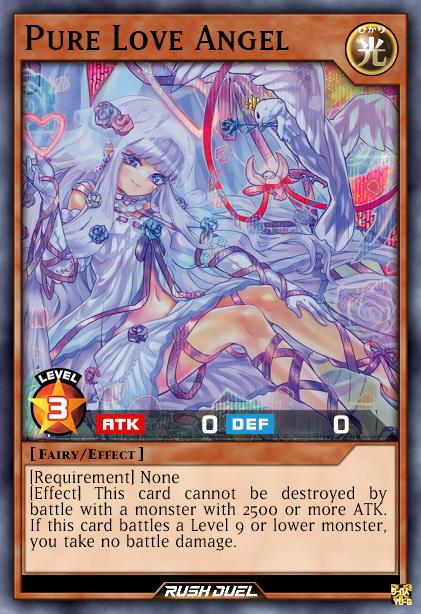 Pure Love Angel
ひかり
光
LEVEL
3
ATK 0 DEF 0
[ Fairy/Effect ]
[Requirement] None
[Effect] This card cannot be destroyed by
battle with a monster with 2500 or more ATK.
If this card battles a Level 9 or lower monster,
you take no battle damage.
RUSH DUEL